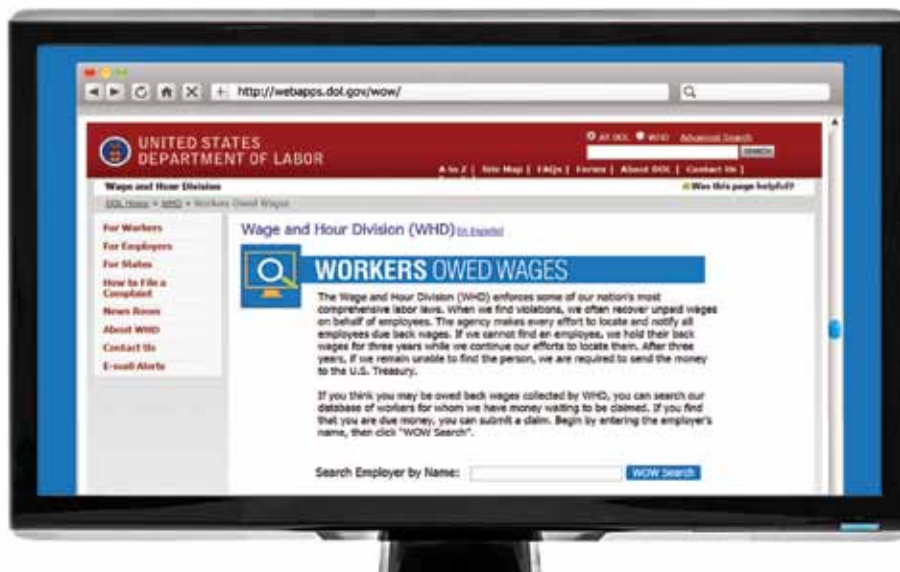 http://webapps.dol.gov/wow/
UNITED STATES
DEPARTMENT OF LABOR
All DOL WHD Advanced Search
SEARCH
A to Z | Site Map | FAQs | Forms | About DOL | Contact Us |
Wage and Hour Division
Was this page helpful?
DOL Home > WHD > Workers Owed Wages
For Workers
For Employers
For States
How to File a
Complaint
News Room
About WHD
Contact Us
E-mail Alerts
Wage and Hour Division (WHD) En Español
WORKERS OWED WAGES
The Wage and Hour Division (WHD) enforces some of our nation's most
comprehensive labor laws. When we find violations, we often recover unpaid wages
on behalf of employees. The agency makes every effort to locate and notify all
employees due back wages. If we cannot find an employee, we hold their back
wages for three years while we continue our efforts to locate them. After three
years, if we remain unable to find the person, we are required to send the money
to the U.S. Treasury.
If you think you may be owed back wages collected by WHD, you can search our
database of workers for whom we have money waiting to be claimed. If you find
that you are due money, you can submit a claim. Begin by entering the employer's
name, then click "WOW Search".
Search Employer by Name:
WOW Search